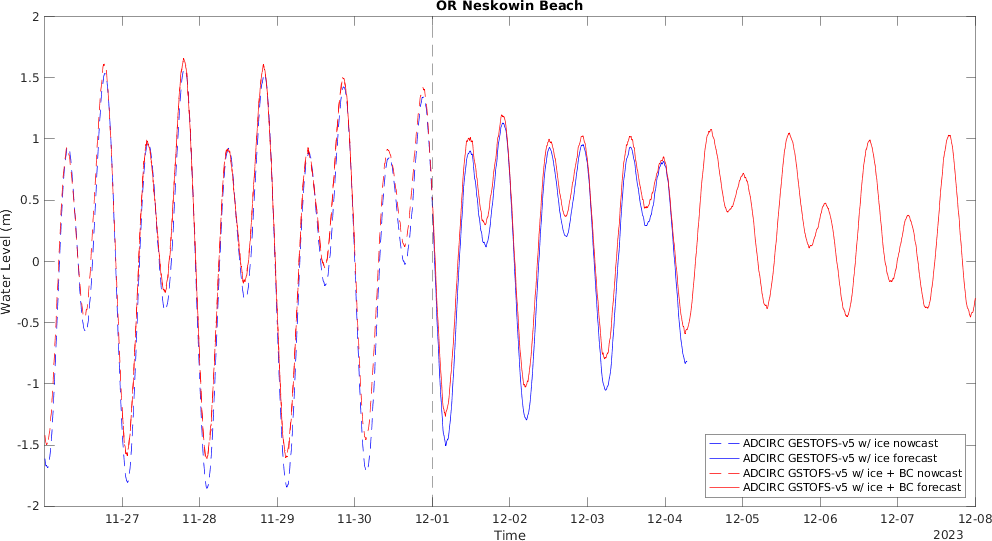 OR Neskowin Beach
2
1.5
1
0.5
0
-0.5
-1
-1.5
-2
Water Level (m)
ADCIRC GESTOFS-v5 w/ ice nowcast
ADCIRC GESTOFS-v5 w/ ice forecast
ADCIRC GSTOFS-v5 w/ ice + BC nowcast
ADCIRC GSTOFS-v5 w/ ice + BC forecast
11-27 11-28 11-29 11-30 12-01 12-02 12-03 12-04 12-05 12-06 12-07 12-08
Time
2023